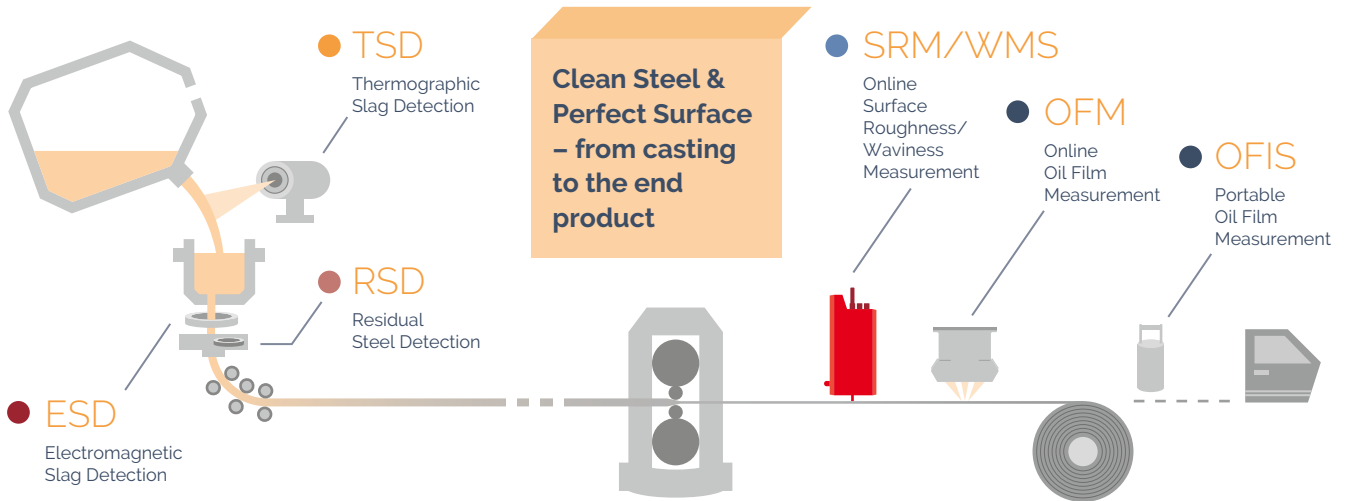 TSD
Thermographic
Slag Detection
Clean Steel &
Perfect Surface
– from casting
to the end
product
SRM/WMS
Online
Surface
Roughness/
Waviness
Measurement
OFM
Online
Oil Film
Measurement
OFIS
Portable
Oil Film
Measurement
RSD
Residual
Steel Detection
ESD
Electromagnetic
Slag Detection